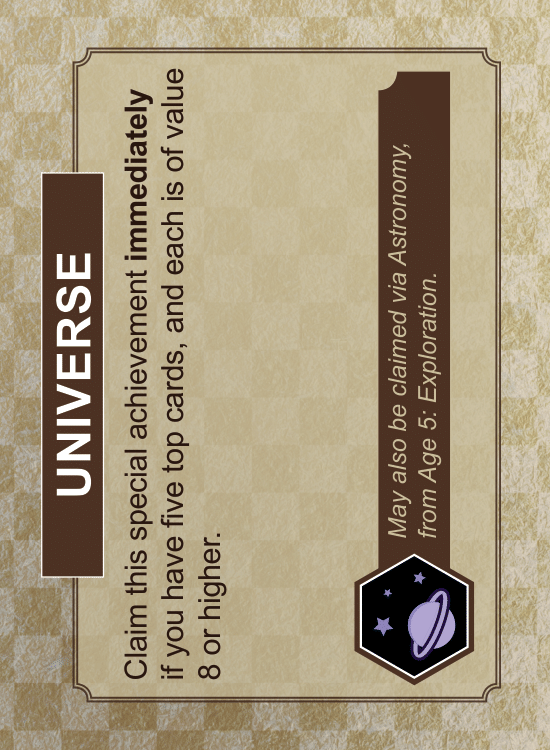 UNIVERSE
Claim this special achievement immediately
if you have five top cards, and each is of value
8 or higher.
May also be claimed via Astronomy,
from Age 5: Exploration.